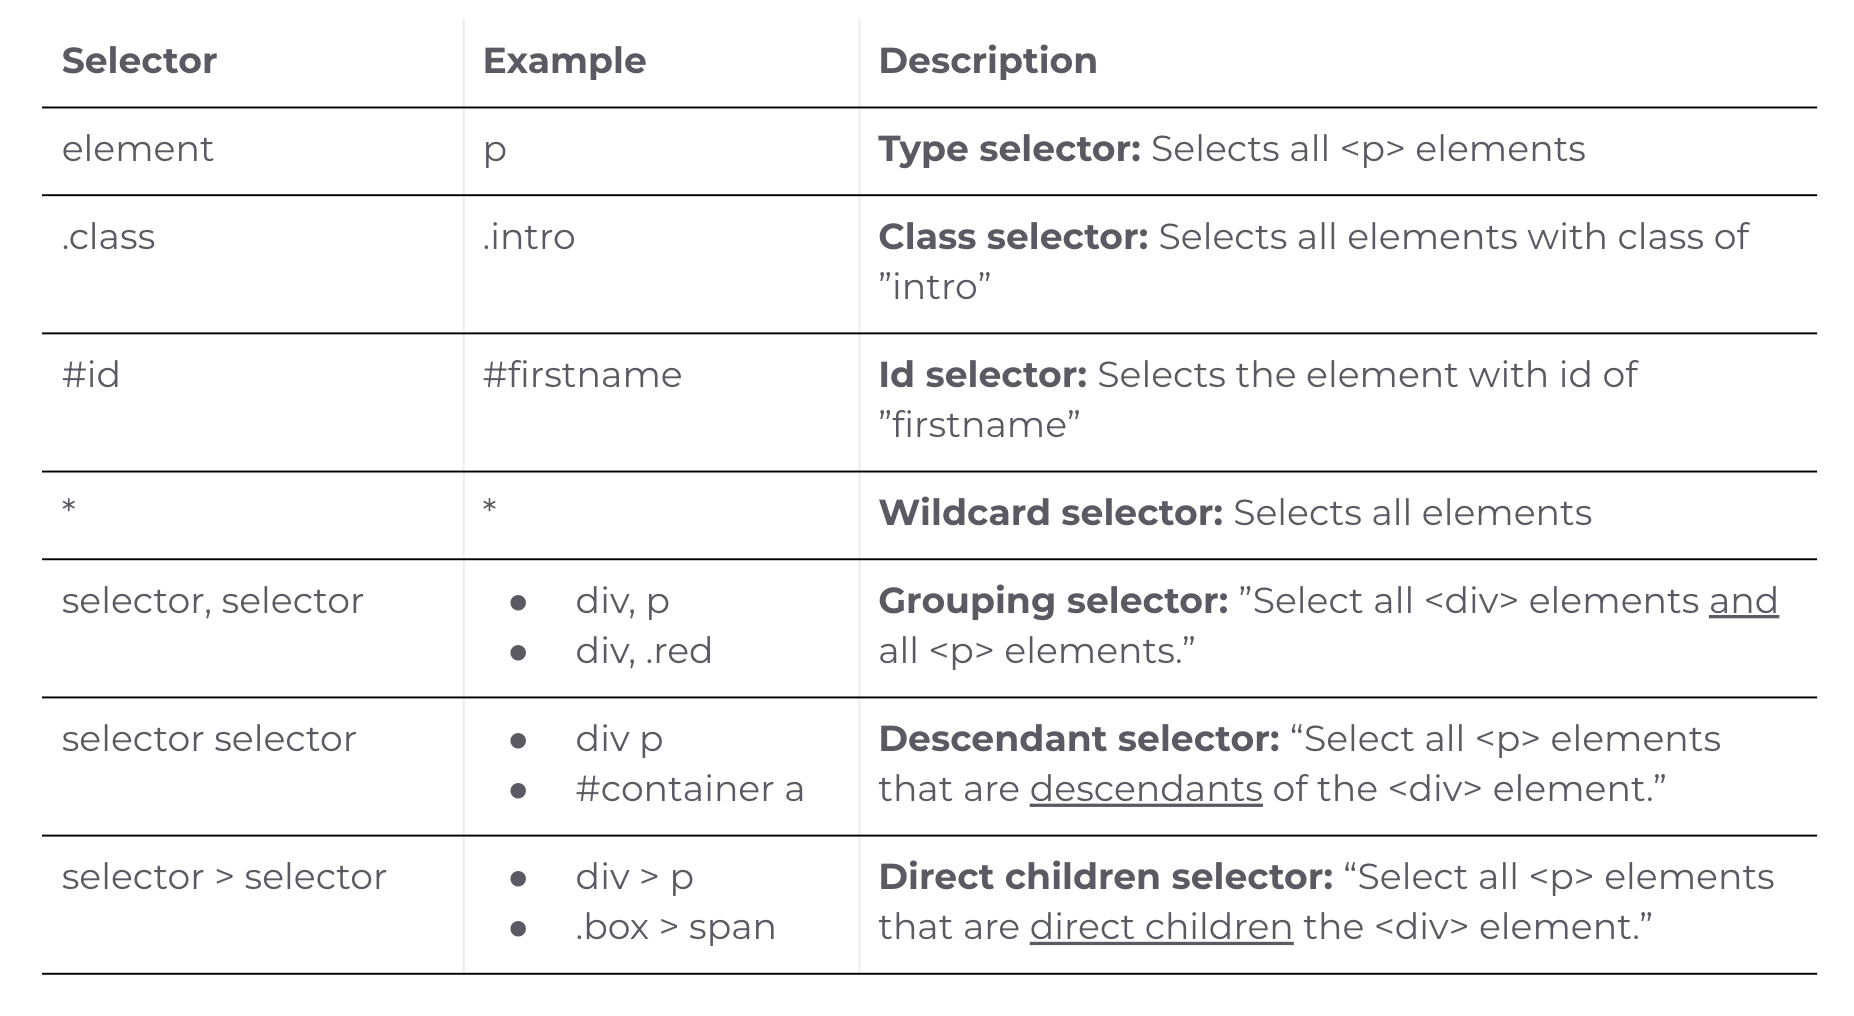 Selector Example Description
element p Type selector: Selects all <p> elements
.class .intro Class selector: Selects all elements with class of
”intro”
#id #firstname Id selector: Selects the element with id of
”firstname”
* * Wildcard selector: Selects all elements
selector, selector ● div, p Grouping selector: ”Select all <div> elements and
● div, .red all <p> elements.”
selector selector ● div p Descendant selector: “Select all <p> elements
● #container a that are descendants of the <div> element.”
selector > selector ● div > p Direct children selector: “Select all <p> elements
● .box > span that are direct children the <div> element.”